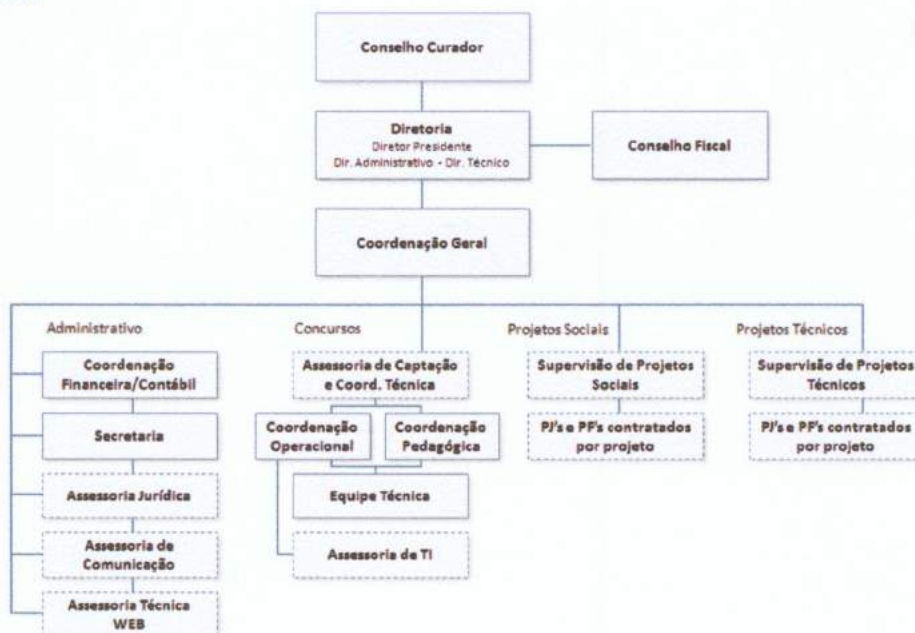 Conselho Curador
Diretoria
Diretor Presidente
Dir. Administrativo - Dir. Técnico
Conselho Fiscal
Coordenação Geral
Administrativo
Coordenação
Financeira/Contábil
Secretaria
Assessoria Jurídica
Assessoria de
Comunicação
Assessoria Técnica
WEB
Concursos
Assessoria de Captação
e Coord. Técnica
Coordenação
Operacional
Coordenação
Pedagógica
Equipe Técnica
Assessoria de TI
Projetos Sociais
Supervisão de Projetos
Sociais
PJ's e PF's contratados
por projeto
Projetos Técnicos
Supervisão de Projetos
Técnicos
PJ's e PF's contratados
por projeto